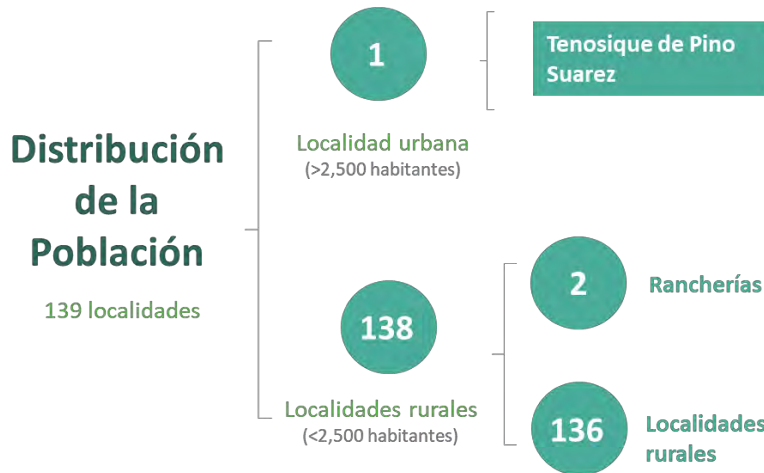 Distribución
de la
Población
139 localidades
1
Localidad urbana
(>2,500 habitantes)
Tenosique de Pino
Suarez
138
Localidades rurales
(<2,500 habitantes)
2
Rancherías
136
Localidades
rurales